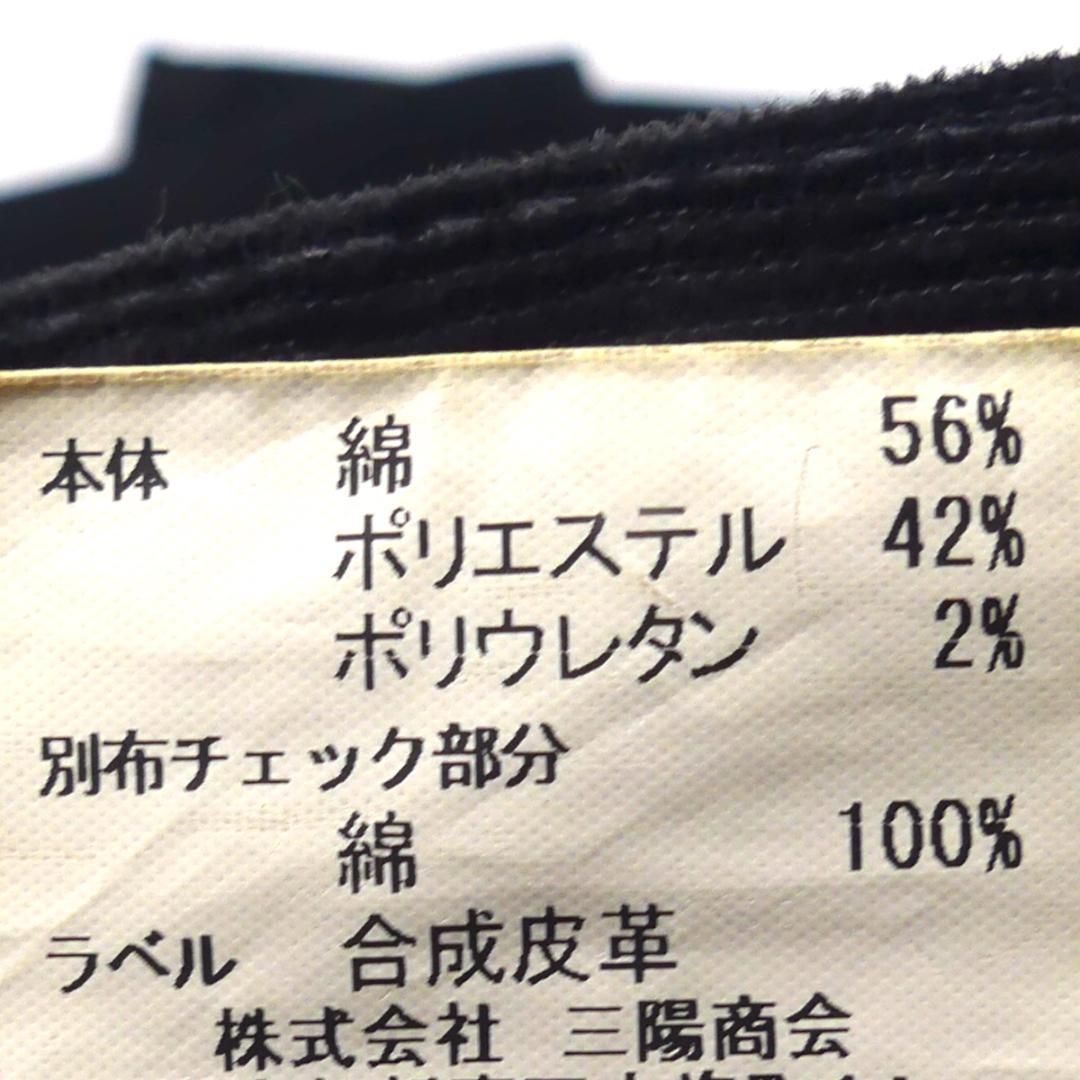 本体 綿 56%
ポリエステル 42%
ポリウレタン 2%
別布チェック部分
綿 100%
ラベル 合成皮革
株式会社 三陽商会